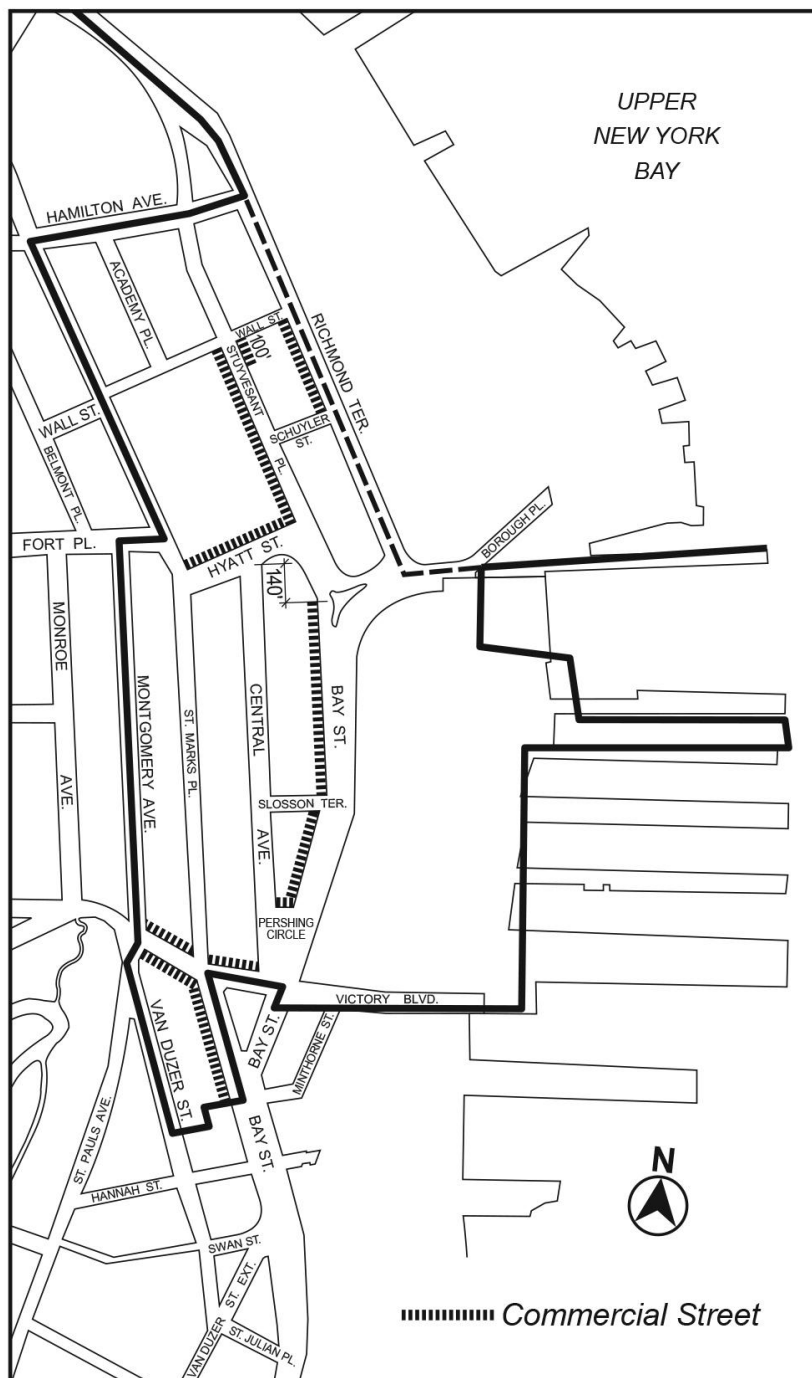 UPPER
NEW YORK
BAY
HAMILTON AVE.
ACADEMY PL.
WALL ST.
100'
STUYVESANT
PL.
RICHMOND TER.
SCHUYLER
ST.
WALL ST.
BELMONT PL.
FORT PL.
HYATT ST.
BOROUGH PL.
140'
MONROE
AVE.
MONTGOMERY AVE.
ST. MARKS PL.
CENTRAL
AVE.
BAY ST.
SLOSSON TER.
PERSHING
CIRCLE
VICTORY BLVD.
VAN DUZER ST.
BAY ST.
MINTHORNE ST.
ST. PAULS AVE.
BAY ST.
HANNAH ST.
SWAN ST.
VAN DUZER ST. EXT.
ST. JULIAN PL.
N
Commercial Street